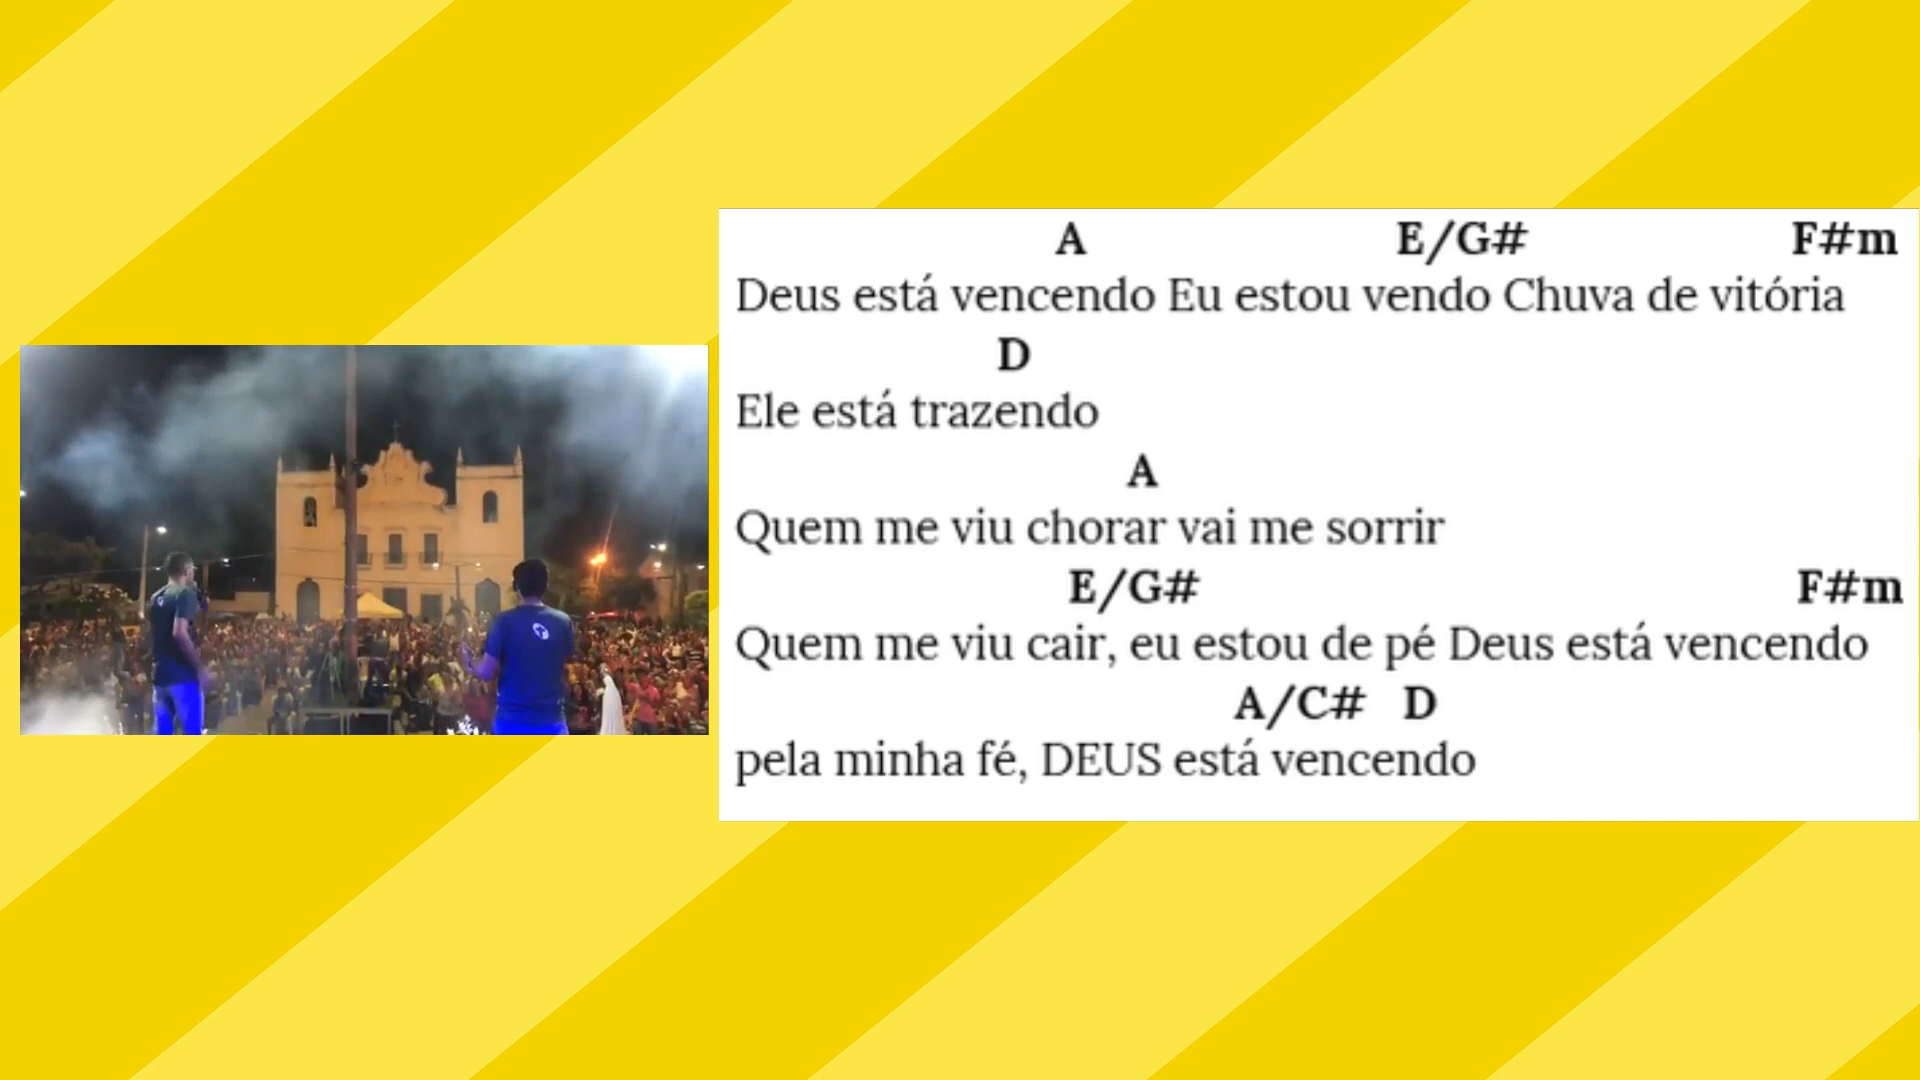 A E/G# F#m
Deus está vencendo Eu estou vendo Chuva de vitória
D
Ele está trazendo
A
Quem me viu chorar vai me sorrir
E/G# F#m
Quem me viu cair, eu estou de pé Deus está vencendo
A/C# D
pela minha fé, DEUS está vencendo